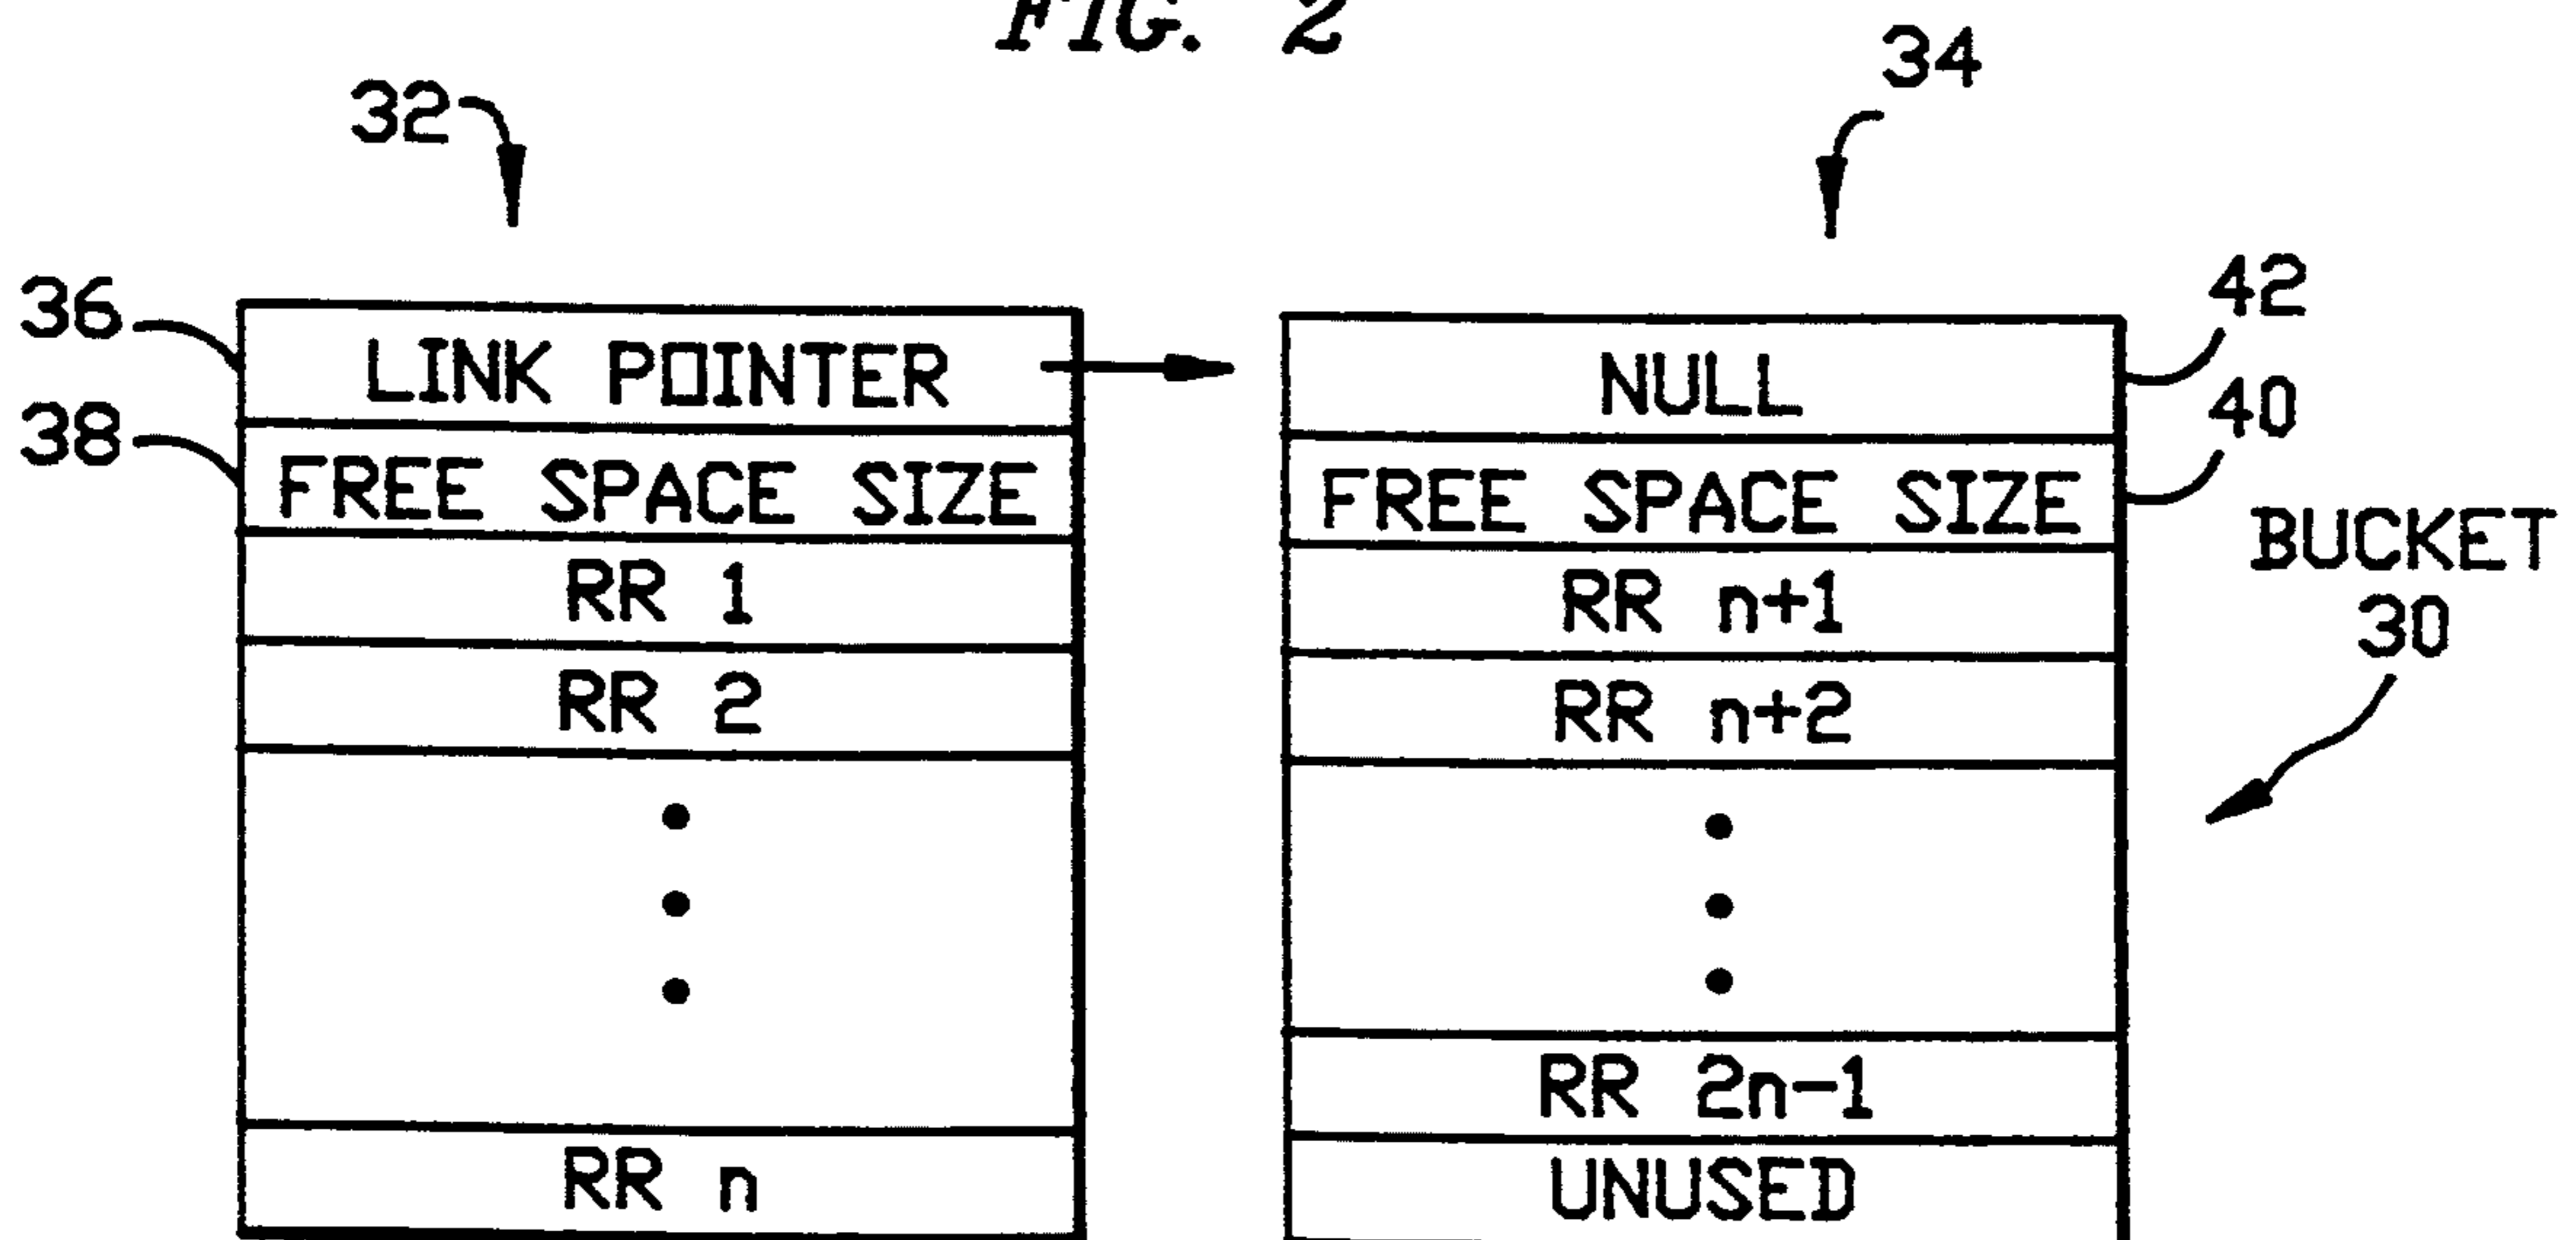 FIG. 2
32
34
36
LINK POINTER
38
FREE SPACE SIZE
RR 1
RR 2
RR n
NULL
42
FREE SPACE SIZE
40
RR n+1
RR n+2
RR 2n-1
UNUSED
BUCKET
30